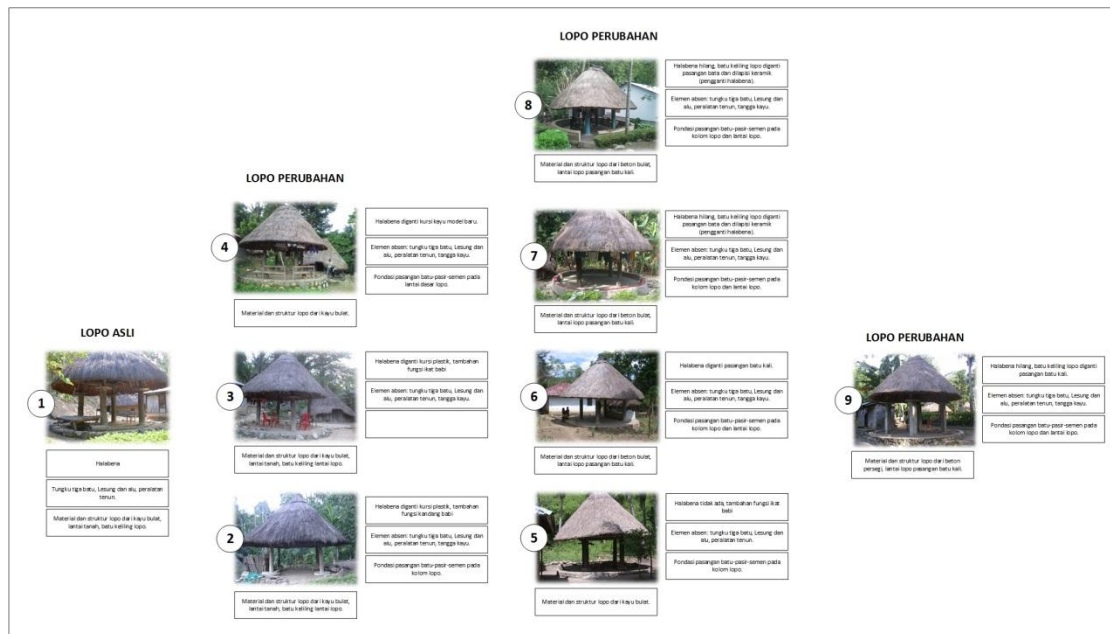 LOPO ASLI
1
Halabena
Tungku tiga batu, Lesung dan alu, peralatan
tenun.
Material dan struktur lopo dari kayu bulat,
lantai tanah, batu keliling lopo.
LOPO PERUBAHAN
4
Halabena diganti kursi kayu model baru.
Elemen absen: tungku tiga batu, Lesung dan
alu, peralatan tenun, tangga kayu.
Pondasi pasangan batu-pasir-semen pada
lantai dasar lopo.
Material dan struktur lopo dari kayu bulat.
3
Halabena diganti kursi plastik, tambahan
fungsi ikat babi
Elemen absen: tungku tiga batu, Lesung dan
alu, peralatan tenun, tangga kayu.
Material dan struktur lopo dari kayu bulat,
lantai tanah, batu keliling lantai lopo.
2
Halabena diganti kursi plastik, tambahan
fungsi kandang babi
Elemen absen: tungku tiga batu, Lesung dan
alu, peralatan tenun, tangga kayu.
Pondasi pasangan batu-pasir-semen pada
kolom lopo.
Material dan struktur lopo dari kayu bulat,
lantai tanah, batu keliling lantai lopo.
LOPO PERUBAHAN
8
Halabena hilang, batu keliling lopo diganti
pasangan bata dan dilapisi keramik
(pengganti halabena).
Elemen absen: tungku tiga batu, Lesung dan
alu, peralatan tenun, tangga kayu.
Pondasi pasangan batu-pasir-semen pada
kolom lopo dan lantai lopo.
Material dan struktur lopo dari beton bulat,
lantai lopo pasangan batu kali.
7
Halabena hilang, batu keliling lopo diganti
pasangan bata dan dilapisi keramik
(pengganti halabena).
Elemen absen: tungku tiga batu, Lesung dan
alu, peralatan tenun, tangga kayu.
Pondasi pasangan batu-pasir-semen pada
kolom lopo dan lantai lopo.
Material dan struktur lopo dari beton bulat,
lantai lopo pasangan batu kali.
6
Halabena diganti pasangan batu kali.
Elemen absen: tungku tiga batu, Lesung dan
alu, peralatan tenun, tangga kayu.
Pondasi pasangan batu-pasir-semen pada
kolom lopo dan lantai lopo.
Material dan struktur lopo dari beton bulat,
lantai lopo pasangan batu kali.
5
Halabena tidak ada, tambahan fungsi ikat
babi
Elemen absen: tungku tiga batu, Lesung dan
alu, peralatan tenun.
Pondasi pasangan batu-pasir-semen pada
kolom lopo.
Material dan struktur lopo dari kayu bulat.
LOPO PERUBAHAN
9
Halabena hilang, batu keliling lopo diganti
pasangan batu kali.
Elemen absen: tungku tiga batu, Lesung dan
alu, peralatan tenun, tangga kayu.
Pondasi pasangan batu-pasir-semen pada
kolom lopo dan lantai lopo.
Material dan struktur lopo dari beton
persegi, lantai lopo pasangan batu kali.